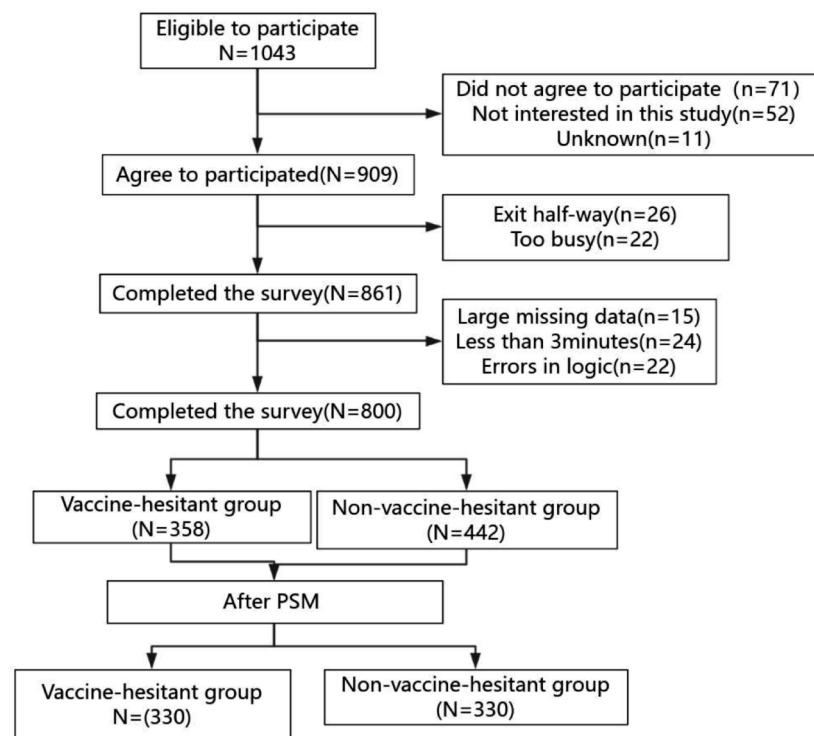 Eligible to participate
N=1043
Did not agree to participate（n=71)
Not interested in this study(n=52)
Unknown(n=11)
Agree to participated(N=909)
Exit half-way(n=26)
Too busy(n=22)
Completed the survey(N=861)
Large missing data(n=15)
Less than 3minutes(n=24)
Errors in logic(n=22)
Completed the survey(N=800)
Vaccine-hesitant group
(N=358)
Non-vaccine-hesitant group
(N=442)
After PSM
Vaccine-hesitant group
N=(330)
Non-vaccine-hesitant group
(N=330)